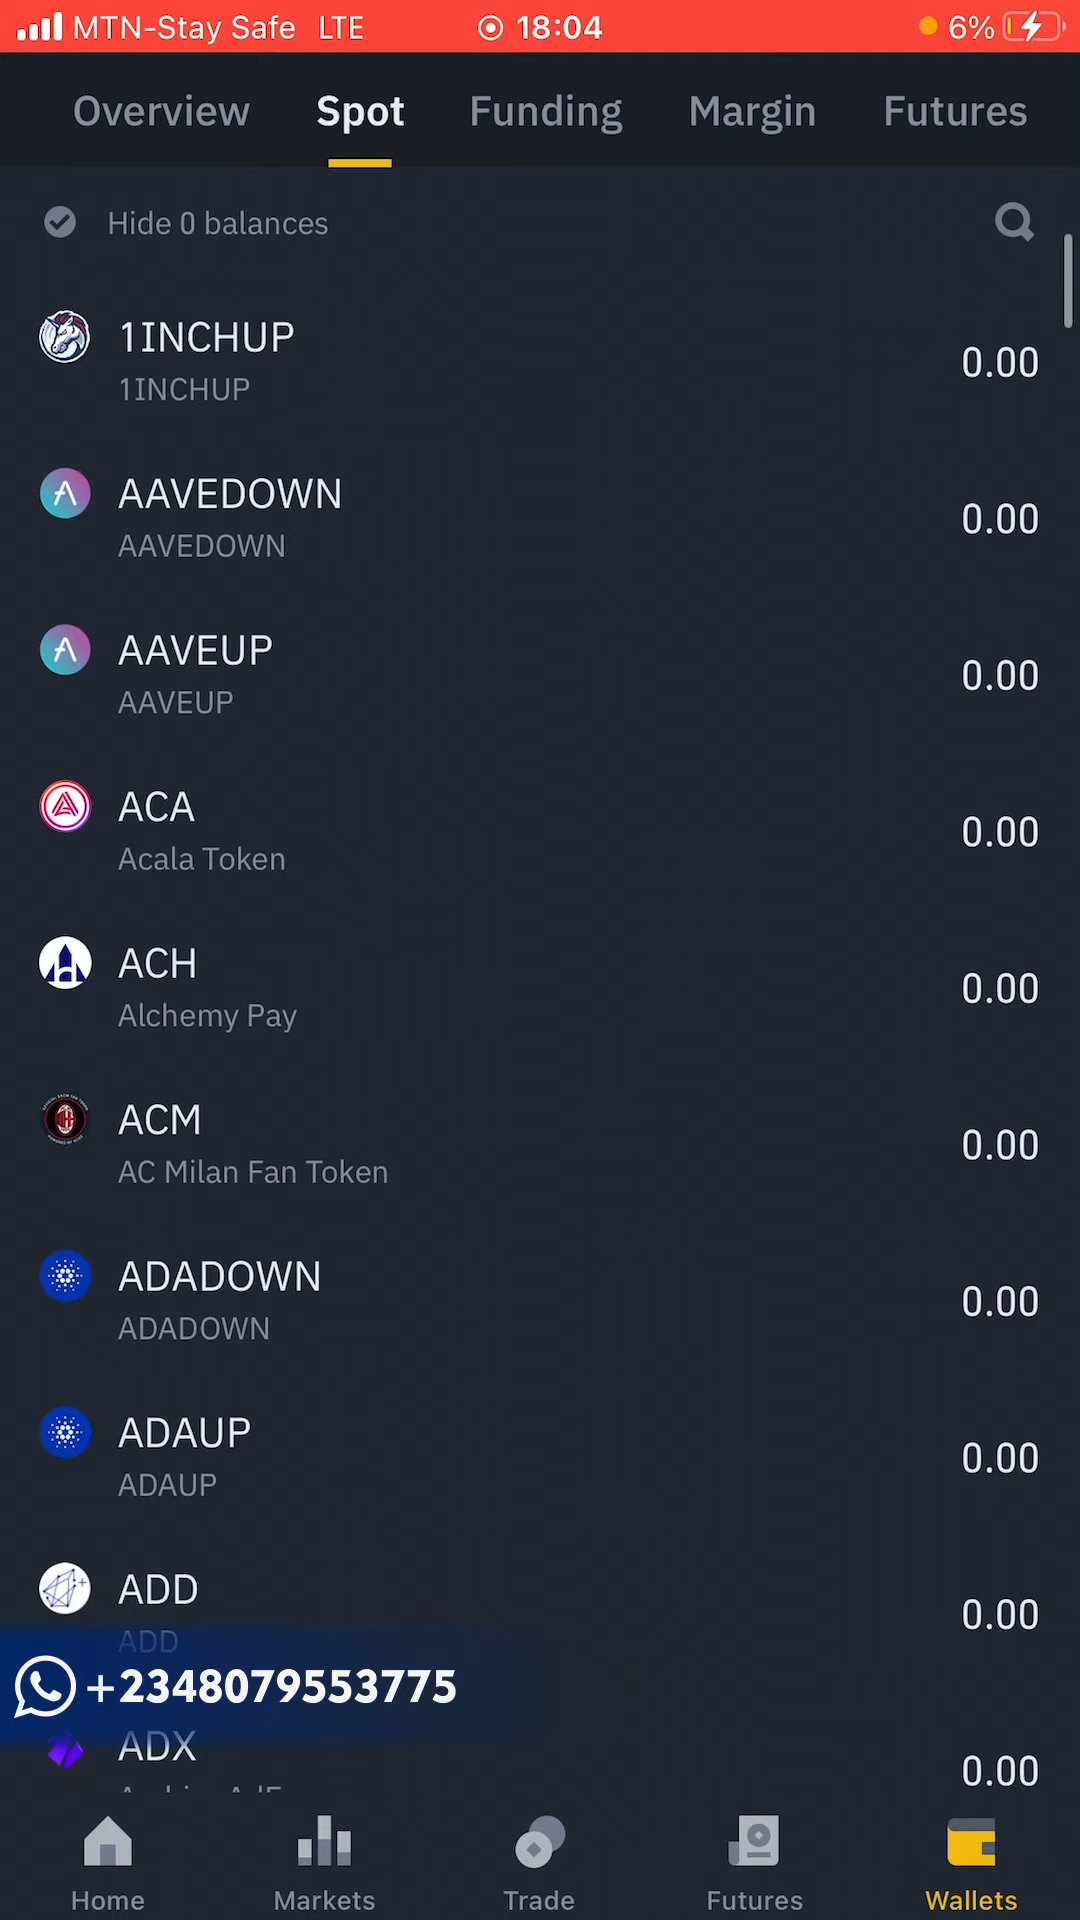 MTN-Stay Safe LTE 18:04 6%
Overview Spot Funding Margin Futures
Hide 0 balances
1INCHUP
1INCHUP
0.00
AAVEDOWN
AAVEDOWN
0.00
AAVEUP
AAVEUP
0.00
ACA
Acala Token
0.00
ACH
Alchemy Pay
0.00
ACM
AC Milan Fan Token
0.00
ADADOWN
ADADOWN
0.00
ADAUP
ADAUP
0.00
ADD
ADD
0.00
+2348079553775
ADX
0.00
Home Markets Trade Futures Wallets